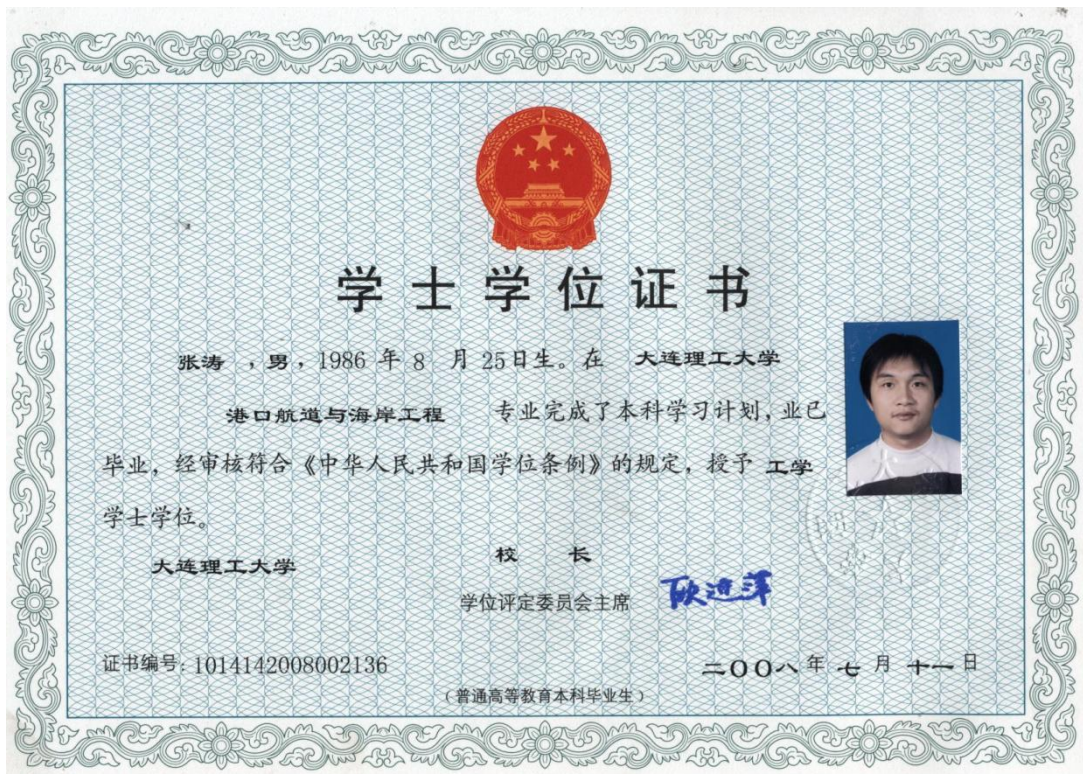 学士学位证书
张涛 ,男,1986 年 8 月 25日生。在 大连理工大学
港口航道与海岸工程 专业完成了本科学习计划,业已
毕业,经审核符合《中华人民共和国学位条例》的规定,授予 工学
学士学位。
大连理工大学
校 长
学位评定委员会主席
欧进萍
证书编号:1014142008002136
二〇〇八 年 七 月 十一 日
(普通高等教育本科毕业生)